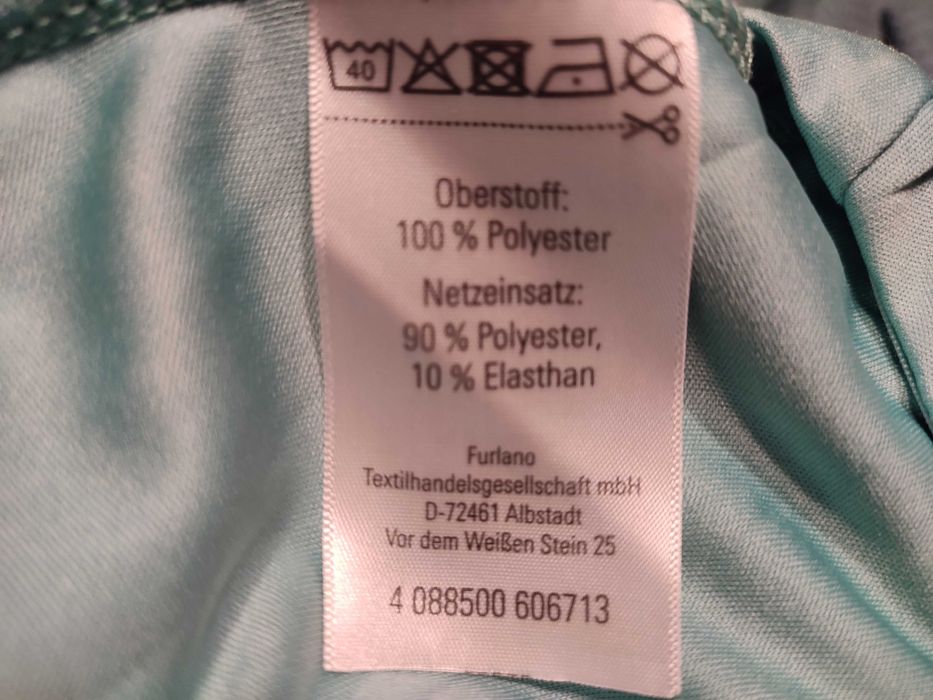 40
Oberstoff:
100 % Polyester
Netzeinsatz:
90 % Polyester,
10 % Elasthan
Furlano
Textilhandelsgesellschaft mbH
D-72461 Albstadt
Vor dem Weißen Stein 25
4 088500 606713